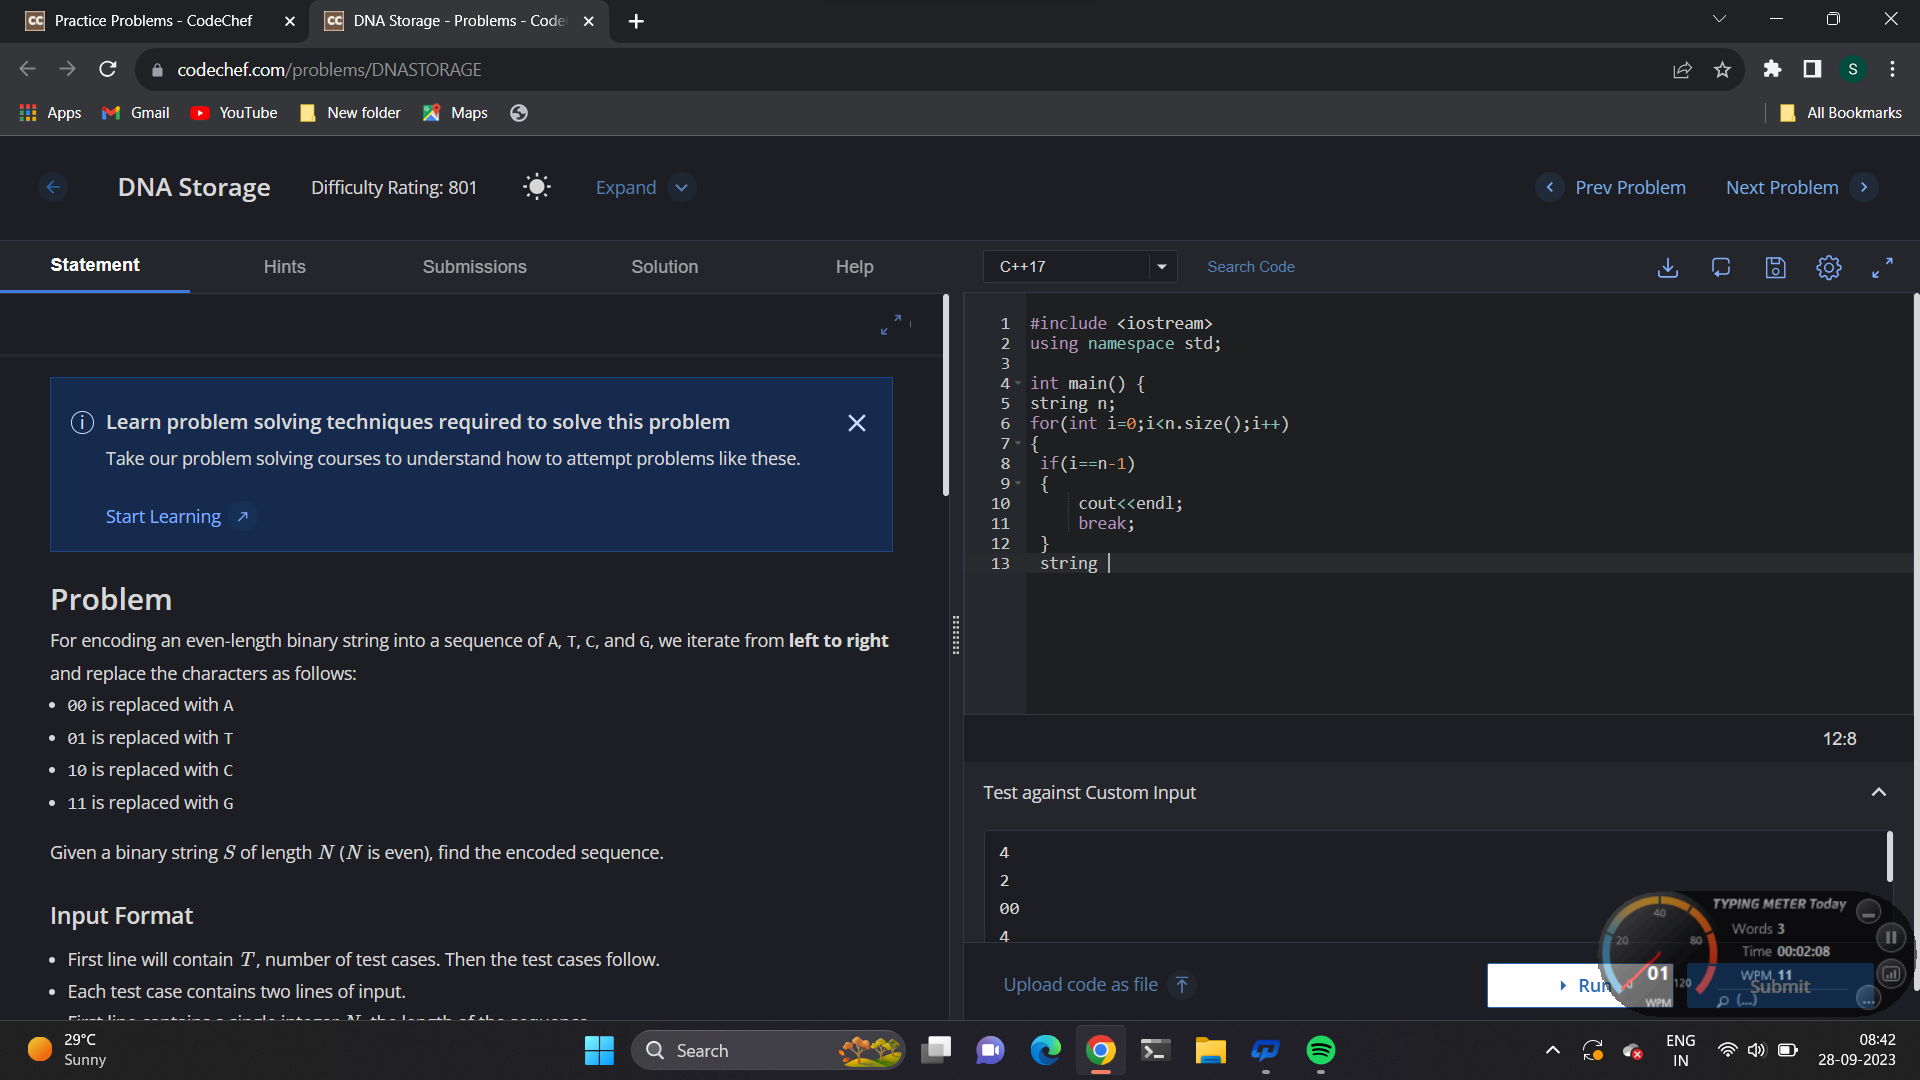 Practice Problems - CodeChef
DNA Storage - Problems - Code
codechef.com/problems/DNASTORAGE
S
Apps
Gmail
YouTube
New folder
Maps
All Bookmarks
DNA Storage
Difficulty Rating: 801
Expand
Prev Problem
Next Problem
Statement
Hints
Submissions
Solution
Help
C++17
Search Code
Learn problem solving techniques required to solve this problem
Take our problem solving courses to understand how to attempt problems like these.
Start Learning
Problem
For encoding an even-length binary string into a sequence of A, T, C, and G, we iterate from left to right
and replace the characters as follows:
• 00 is replaced with A
• 01 is replaced with T
• 10 is replaced with C
• 11 is replaced with G
Given a binary string S of length N (N is even), find the encoded sequence.
Input Format
• First line will contain T, number of test cases. Then the test cases follow.
• Each test case contains two lines of input.
1 #include <iostream>
2 using namespace std;
3
4 int main() {
5 string n;
6 for(int i=0;i<n.size();i++)
7 {
8 if(i==n-1)
9 {
10 cout<<endl;
11 break;
12 }
13 string
12:8
Test against Custom Input
4
2
00
4
Upload code as file
Run
Submit
TYPING METER Today
Words 3
Time 00:02:08
WPM 11
(...)
0
20
40
80
120
01
WPM
29°C
Sunny
Search
ENG
IN
08:42
28-09-2023